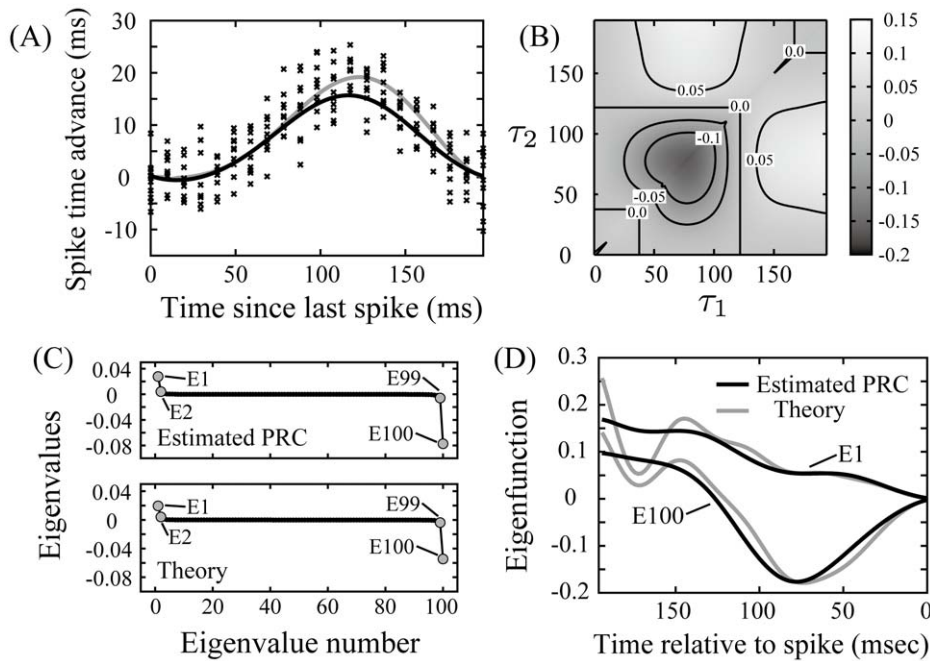 (A)
Spike time advance (ms)
30
20
10
0
-10
0 50 100 150
Time since last spike (ms)
(B)
τ2
150
100
50
0
0 50 100 150
τ1
0.0
0.05
0.0
-0.1
0.05
-0.05
0.0
0.15
0.1
0.05
0
-0.05
-0.1
-0.15
-0.2
(C)
Eigenvalues
0.04
0
-0.04
-0.08
E1
E2
E99
E100
Estimated PRC
0.04
0
-0.04
-0.08
E1
E2
E99
E100
Theory
0 20 40 60 80 100
Eigenvalue number
(D)
Eigenfunction
0.3
0.2
0.1
0
-0.1
-0.2
Estimated PRC
Theory
E1
E100
150 100 50 0
Time relative to spike (msec)